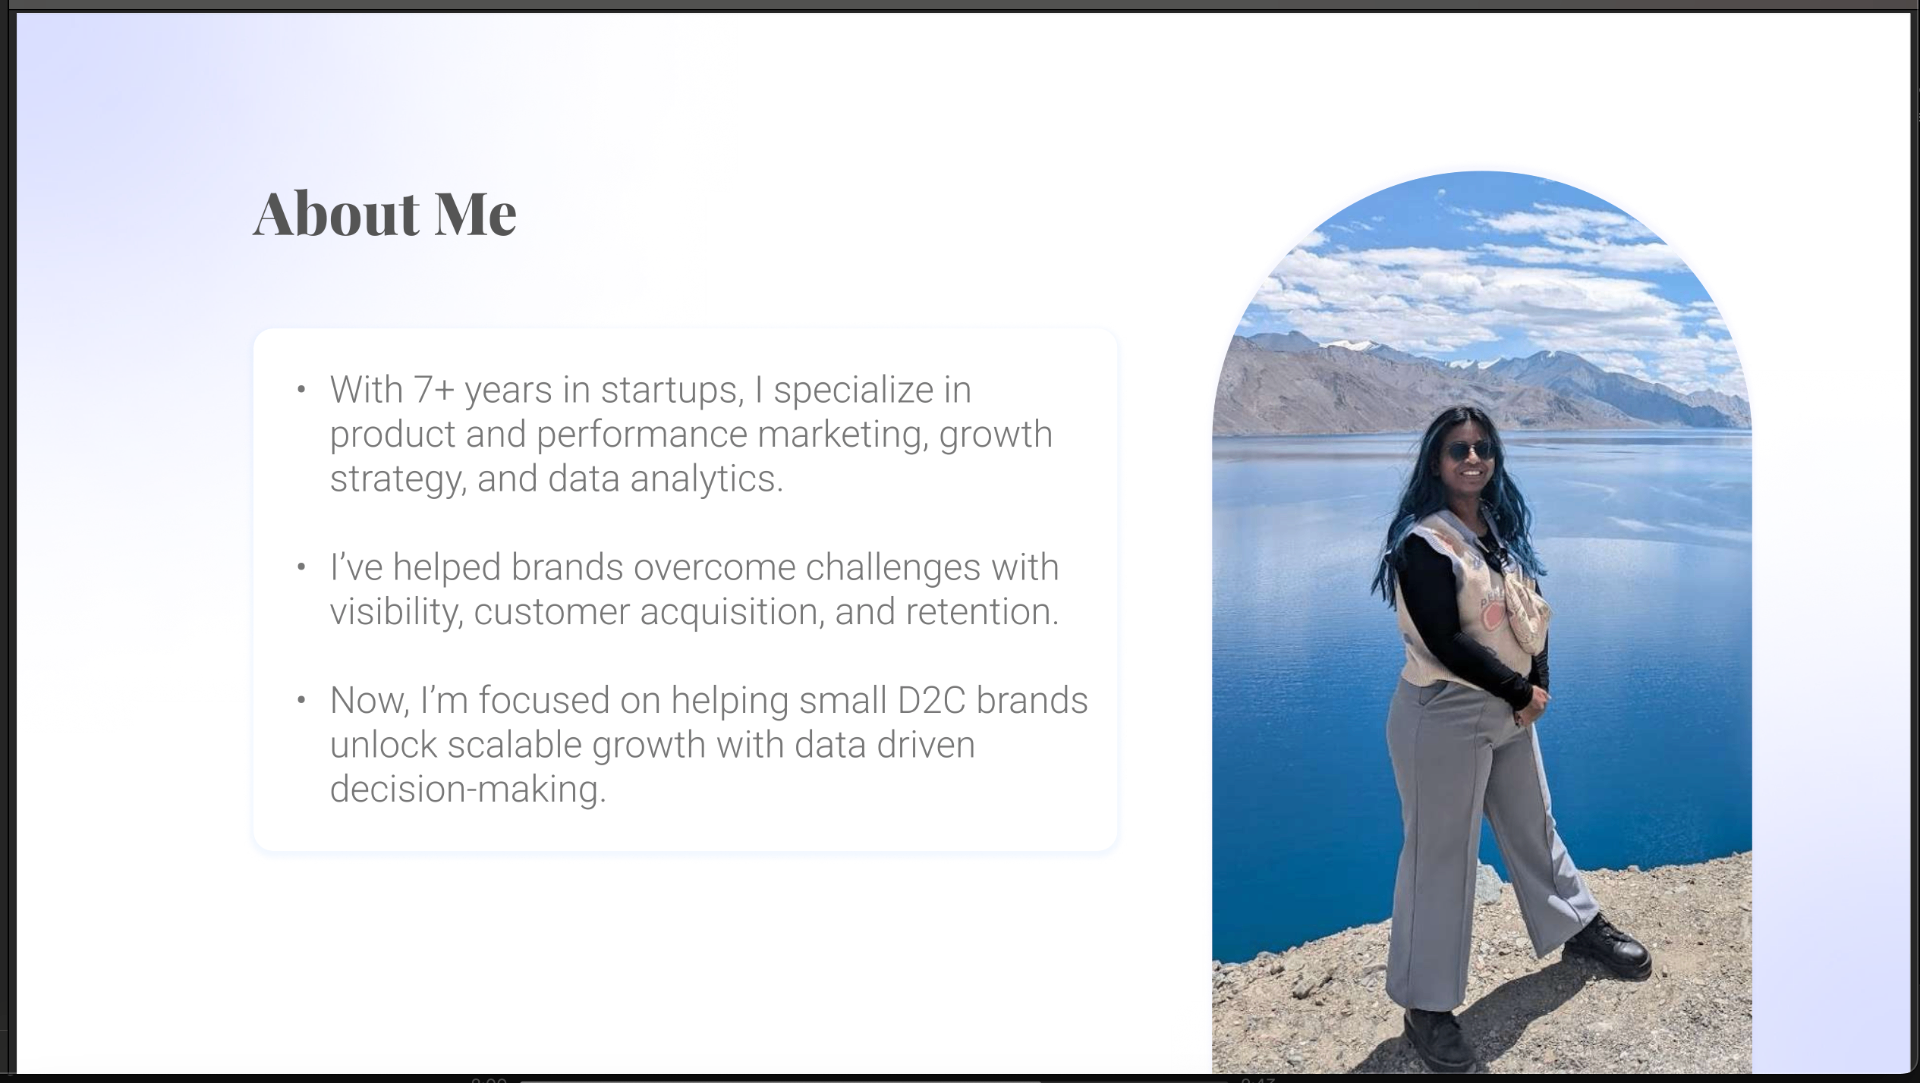 About Me
• With 7+ years in startups, I specialize in
product and performance marketing, growth
strategy, and data analytics.
• I’ve helped brands overcome challenges with
visibility, customer acquisition, and retention.
• Now, I’m focused on helping small D2C brands
unlock scalable growth with data driven
decision-making.